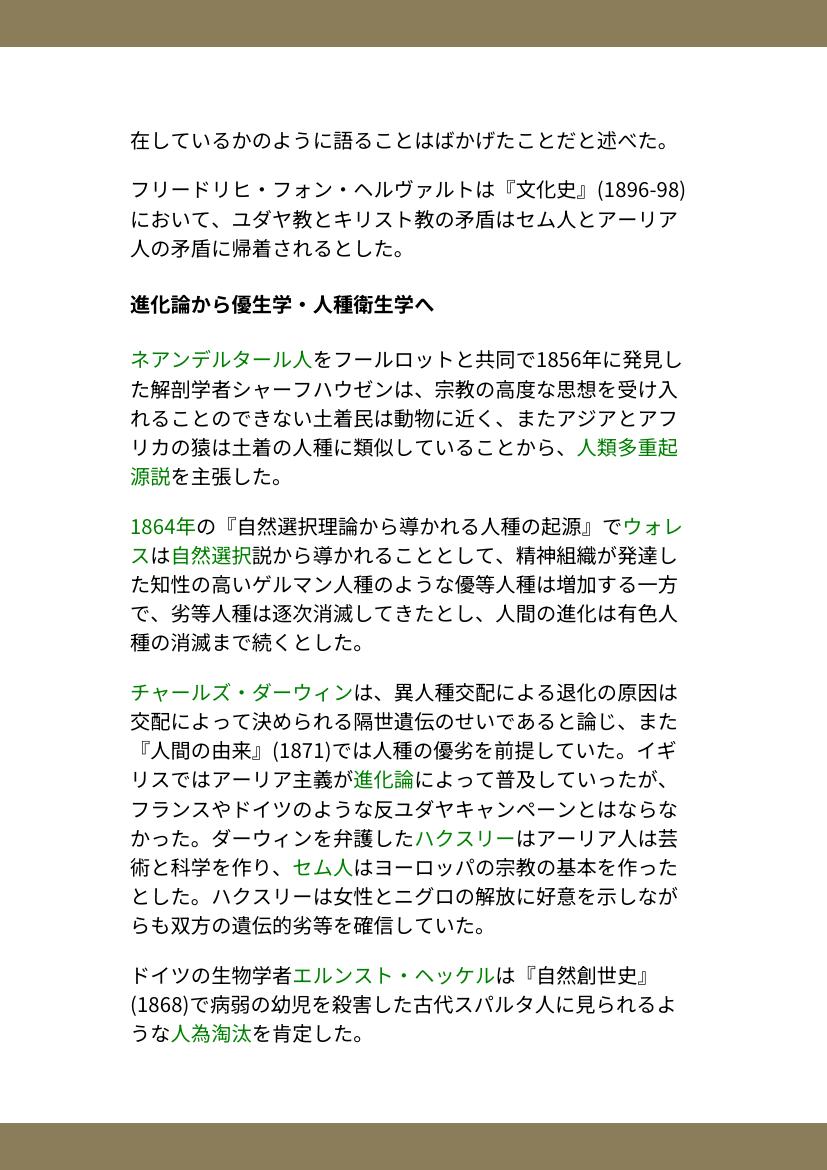 在しているかのように語ることはばかげたことだと述べた。
フリードリヒ・フォン・ヘルヴァルトは『文化史』(1896-98)
において、ユダヤ教とキリスト教の矛盾はセム人とアーリア
人の矛盾に帰着されるとした。
進化論から優生学・人種衛生学へ
ネアンデルタール人をフールロットと共同で1856年に発見し
た解剖学者シャーフハウゼンは、宗教の高度な思想を受け入
れることのできない土着民は動物に近く、またアジアとアフ
リカの猿は土着の人種に類似していることから、人類多重起
源説を主張した。
1864年の『自然選択理論から導かれる人種の起源』でウォレ
スは自然選択説から導かれることとして、精神組織が発達し
た知性の高いゲルマン人種のような優等人種は増加する一方
で、劣等人種は逐次消滅してきたとし、人間の進化は有色人
種の消滅まで続くとした。
チャールズ・ダーウィンは、異人種交配による退化の原因は
交配によって決められる隔世遺伝のせいであると論じ、また
『人間の由来』(1871)では人種の優劣を前提していた。イギ
リスではアーリア主義が進化論によって普及していったが、
フランスやドイツのような反ユダヤキャンペーンとはならな
かった。ダーウィンを弁護したハクスリーはアーリア人は芸
術と科学を作り、セム人はヨーロッパの宗教の基本を作った
とした。ハクスリーは女性とニグロの解放に好意を示しなが
らも双方の遺伝的劣等を確信していた。
ドイツの生物学者エルンスト・ヘッケルは『自然創世史』
(1868)で病弱の幼児を殺害した古代スパルタ人に見られるよ
うな人為淘汰を肯定した。